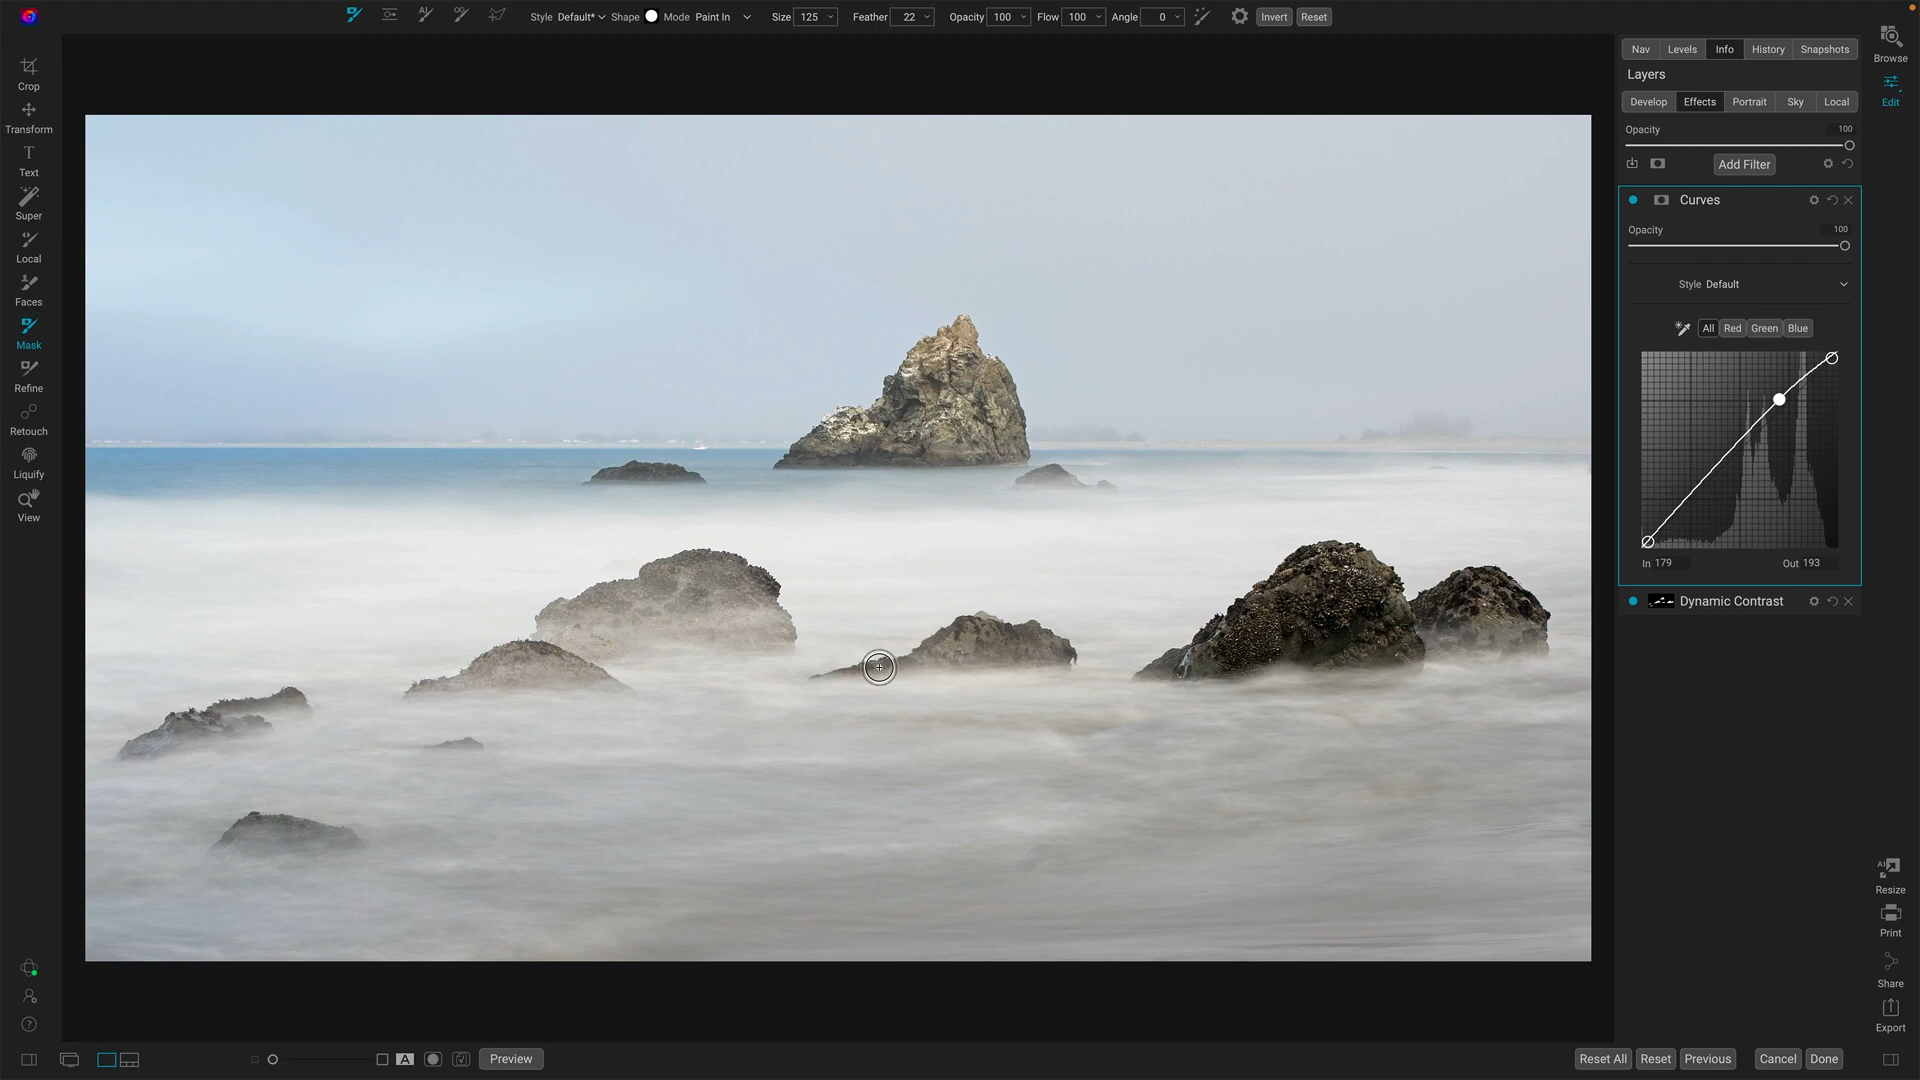 Style Default* Shape Mode Paint In Size 125 Feather 22 Opacity 100 Flow 100 Angle 0 Invert Reset
Nav Levels Info History Snapshots
Browse
Layers
Crop
Develop Effects Portrait Sky Local
Edit
Transform
Opacity 100
Text
Add Filter
Super
Curves
Local
Opacity 100
Faces
Style Default
Mask
All Red Green Blue
Refine
Retouch
Liquify
View
In 179 Out 193
Dynamic Contrast
AI
Resize
Print
Share
Export
A Preview
Reset All Reset Previous Cancel Done